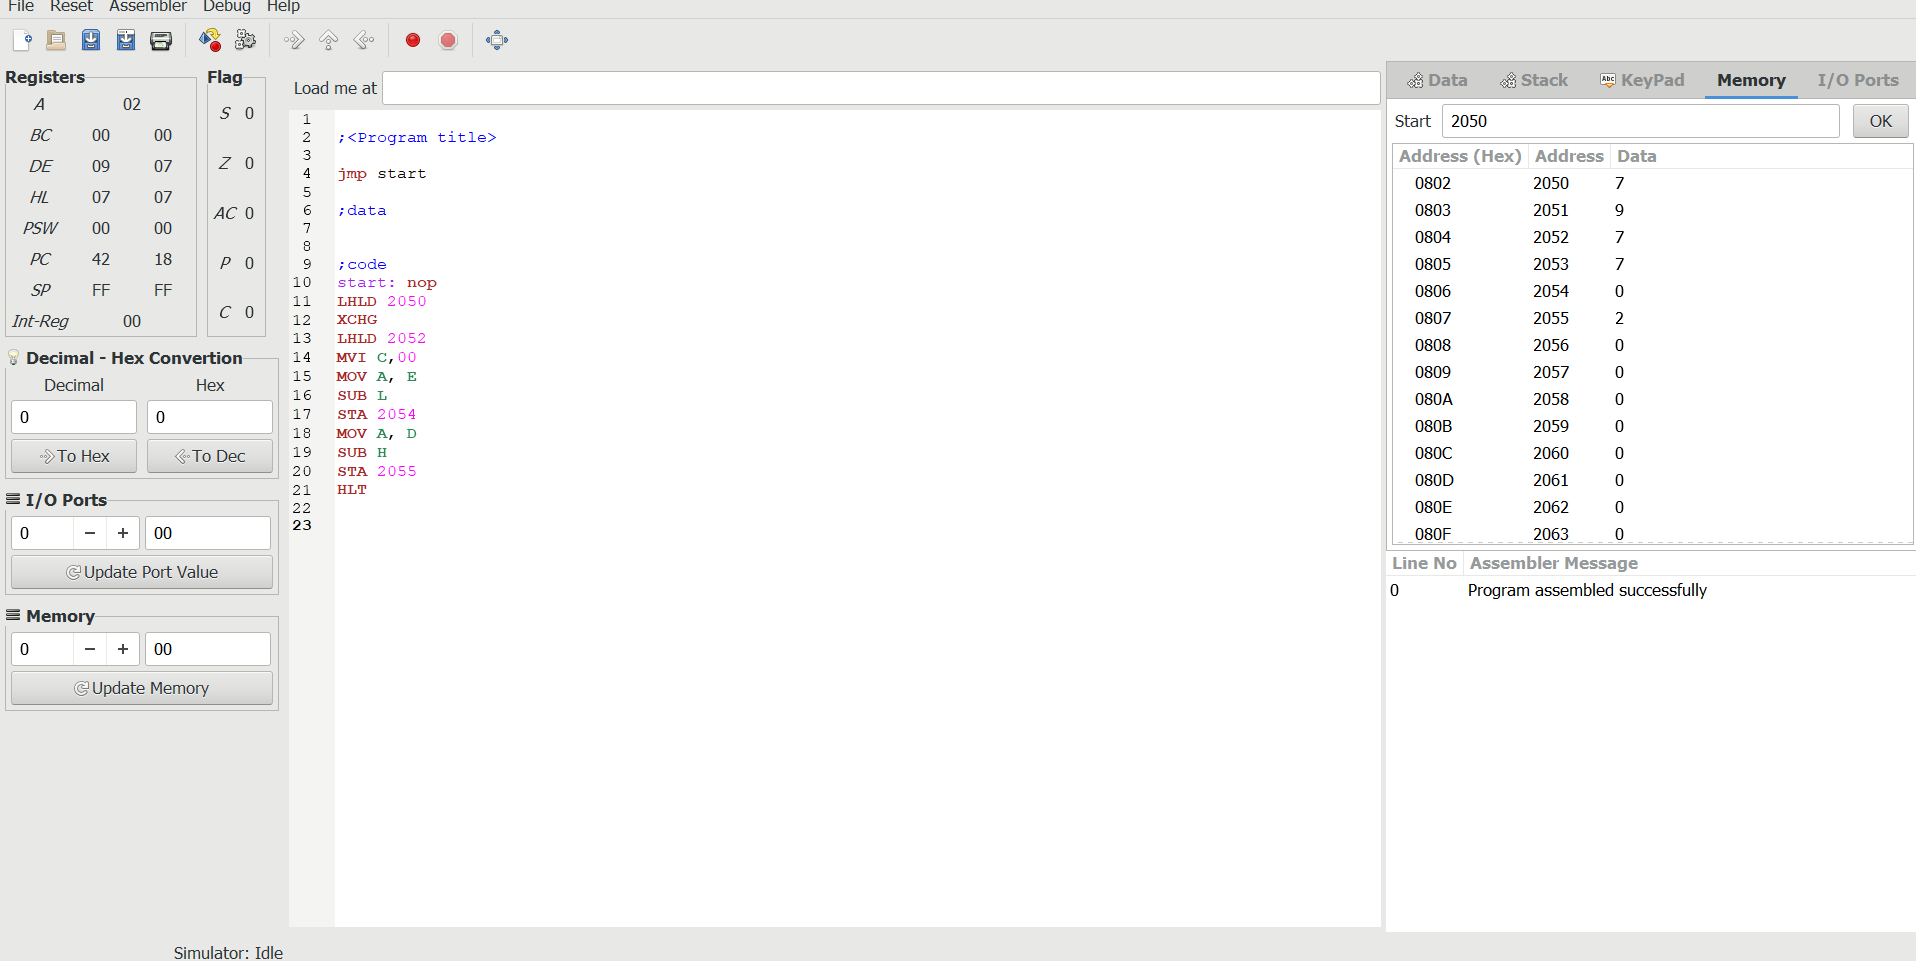 File Reset Assembler Debug Help
Registers
A 02
BC 00 00
DE 09 07
HL 07 07
PSW 00 00
PC 42 18
SP FF FF
Int-Reg 00
Flag
S 0
Z 0
AC 0
P 0
C 0
Decimal - Hex Convertion
Decimal Hex
0 0
To Hex To Dec
I/O Ports
0 − + 00
Update Port Value
Memory
0 − + 00
Update Memory
Load me at
1
2 ;<Program title>
3
4 jmp start
5
6 ;data
7
8
9 ;code
10 start: nop
11 LHLD 2050
12 XCHG
13 LHLD 2052
14 MVI C,00
15 MOV A, E
16 SUB L
17 STA 2054
18 MOV A, D
19 SUB H
20 STA 2055
21 HLT
22
23
Data Stack Abc KeyPad Memory I/O Ports
Start 2050 OK
Address (Hex) Address Data
0802 2050 7
0803 2051 9
0804 2052 7
0805 2053 7
0806 2054 0
0807 2055 2
0808 2056 0
0809 2057 0
080A 2058 0
080B 2059 0
080C 2060 0
080D 2061 0
080E 2062 0
080F 2063 0
Line No Assembler Message
0 Program assembled successfully
Simulator: Idle